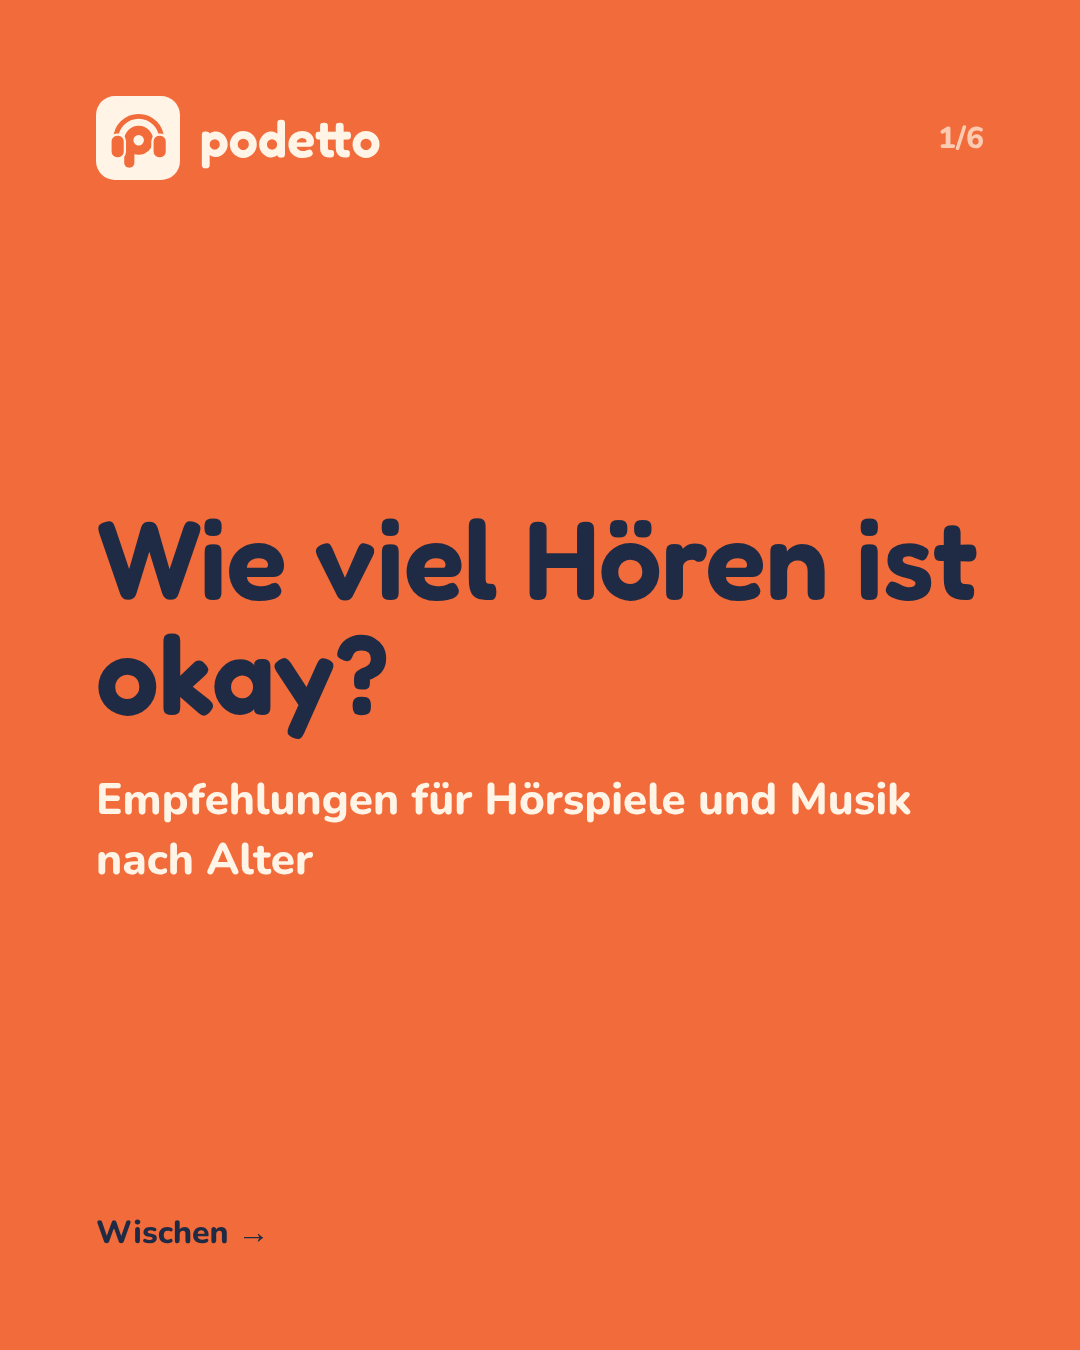 podetto
1/6
Wie viel Hören ist
okay?
Empfehlungen für Hörspiele und Musik
nach Alter
Wischen →